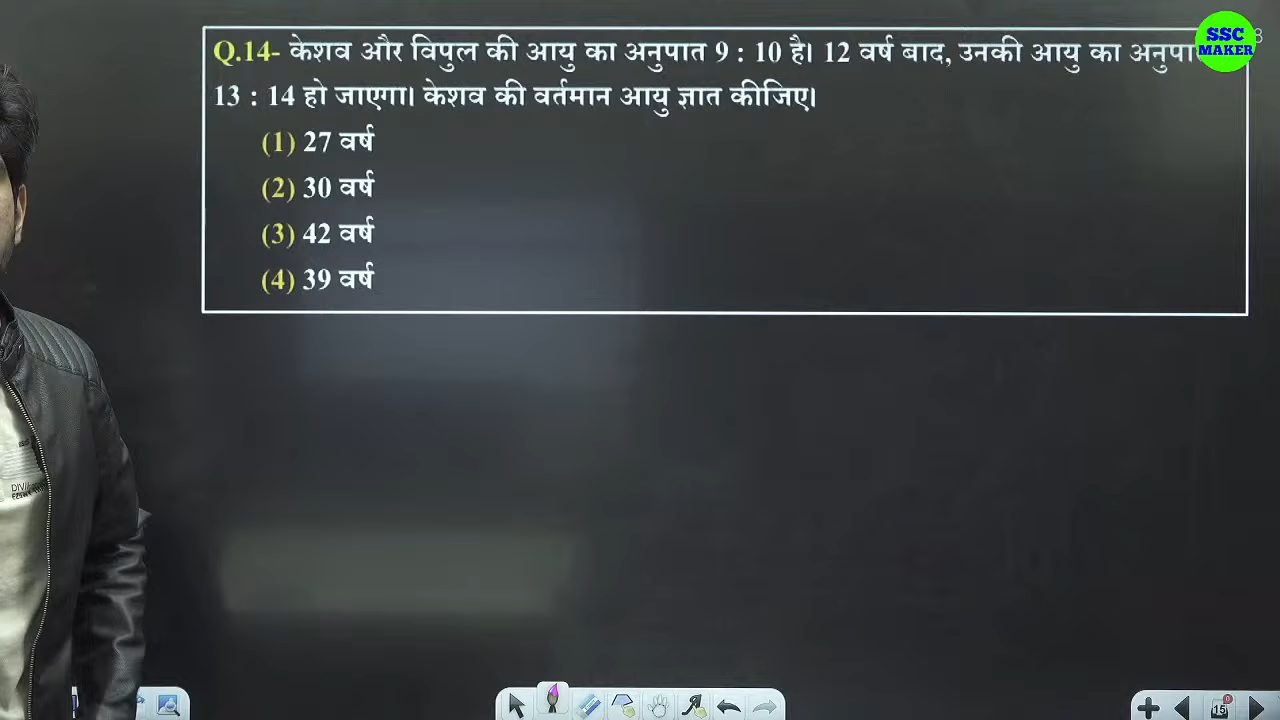 SSC
MAKER
Q.14- केशव और विपुल की आयु का अनुपात 9 : 10 है। 12 वर्ष बाद, उनकी आयु का
13 : 14 हो जाएगा। केशव की वर्तमान आयु ज्ञात कीजिए।
(1) 27 वर्ष
(2) 30 वर्ष
(3) 42 वर्ष
(4) 39 वर्ष
15